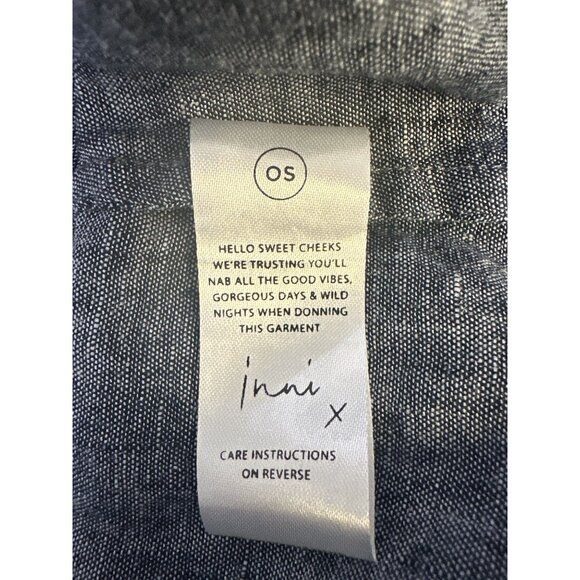 OS
HELLO SWEET CHEEKS
WE'RE TRUSTING YOU'LL
NAB ALL THE GOOD VIBES,
GORGEOUS DAYS & WILD
NIGHTS WHEN DONNING
THIS GARMENT
inni
X
CARE INSTRUCTIONS
ON REVERSE